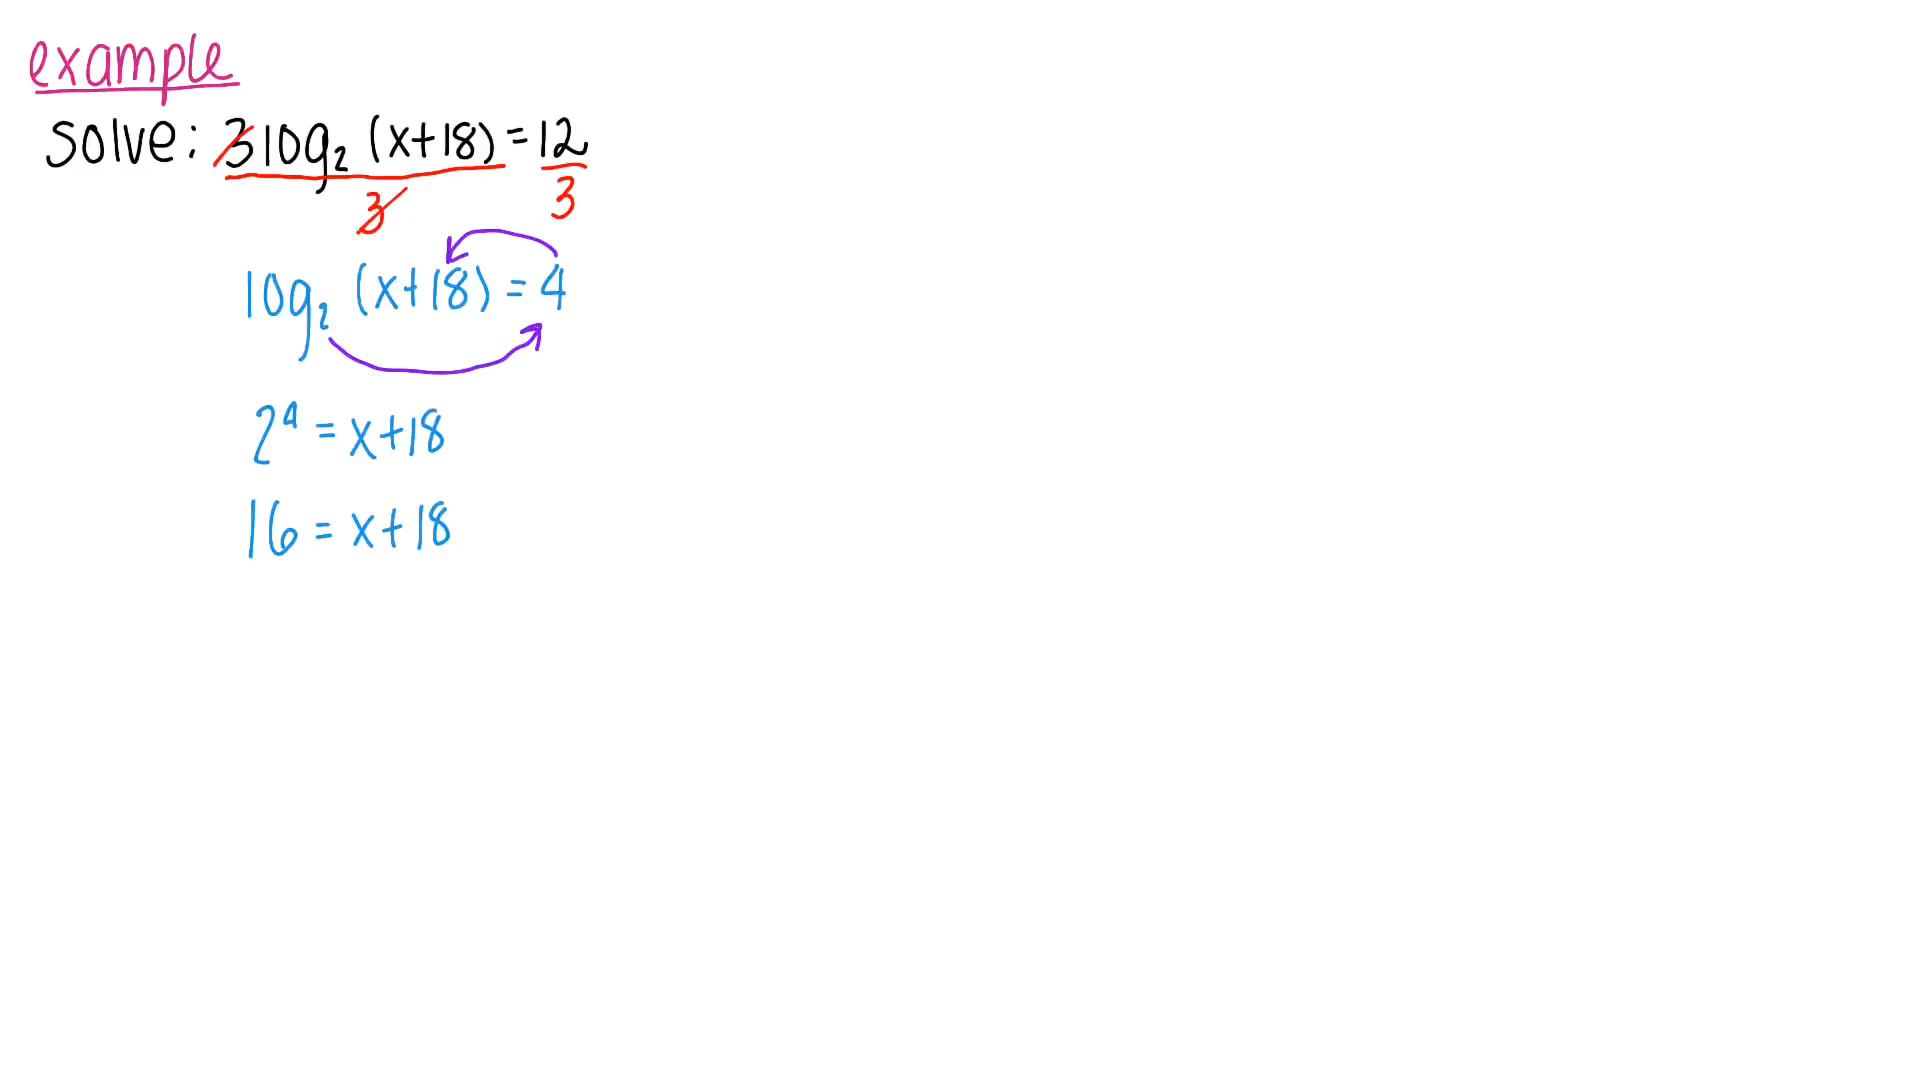 example
solve: 3log₂ (x+18) = 12
3 3
log₂ (x+18) = 4
2⁴ = x+18
16 = x+18